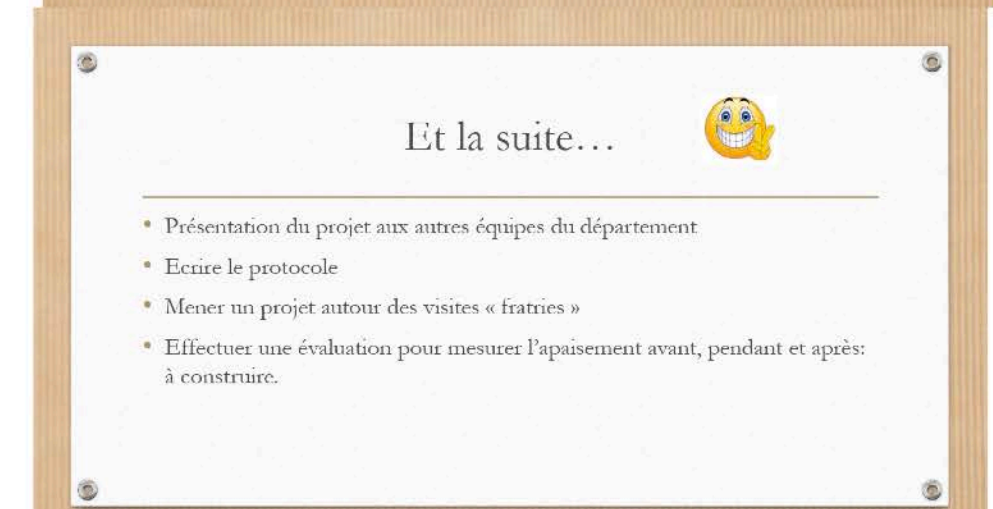 Et la suite…
• Présentation du projet aux autres équipes du département
• Ecrire le protocole
• Mener un projet autour des visites « fratries »
• Effectuer une évaluation pour mesurer l’apaisement avant, pendant et après:
à construire.